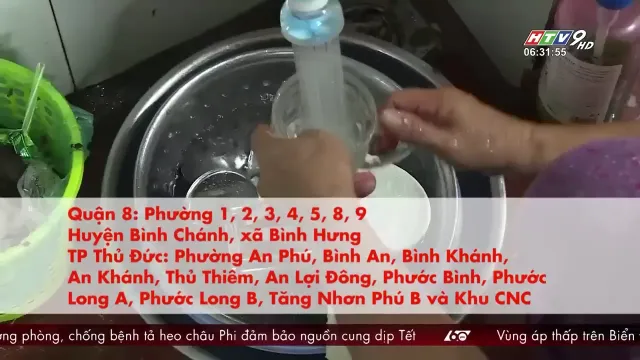 HTV9 HD
06:31:55
Quận 8: Phường 1, 2, 3, 4, 5, 8, 9
Huyện Bình Chánh, xã Bình Hưng
TP Thủ Đức: Phường An Phú, Bình An, Bình Khánh,
An Khánh, Thủ Thiêm, An Lợi Đông, Phước Bình, Phước
Long A, Phước Long B, Tăng Nhơn Phú B và Khu CNC
phòng, chống bệnh tả heo châu Phi đảm bảo nguồn cung dịp Tết
Vùng áp thấp trên Biển